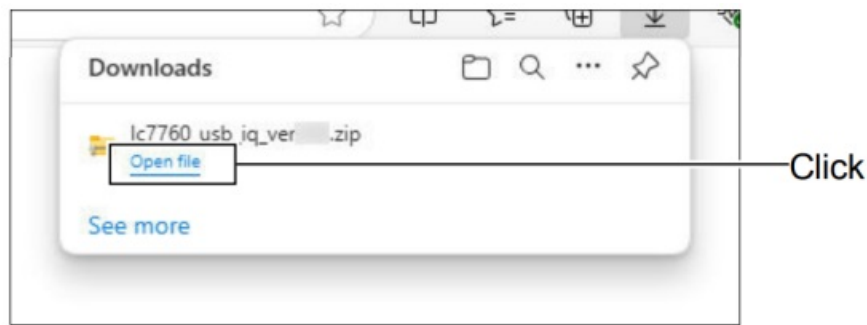 Downloads
Ic7760_usb_iq_ver .zip
Open file
Click
See more